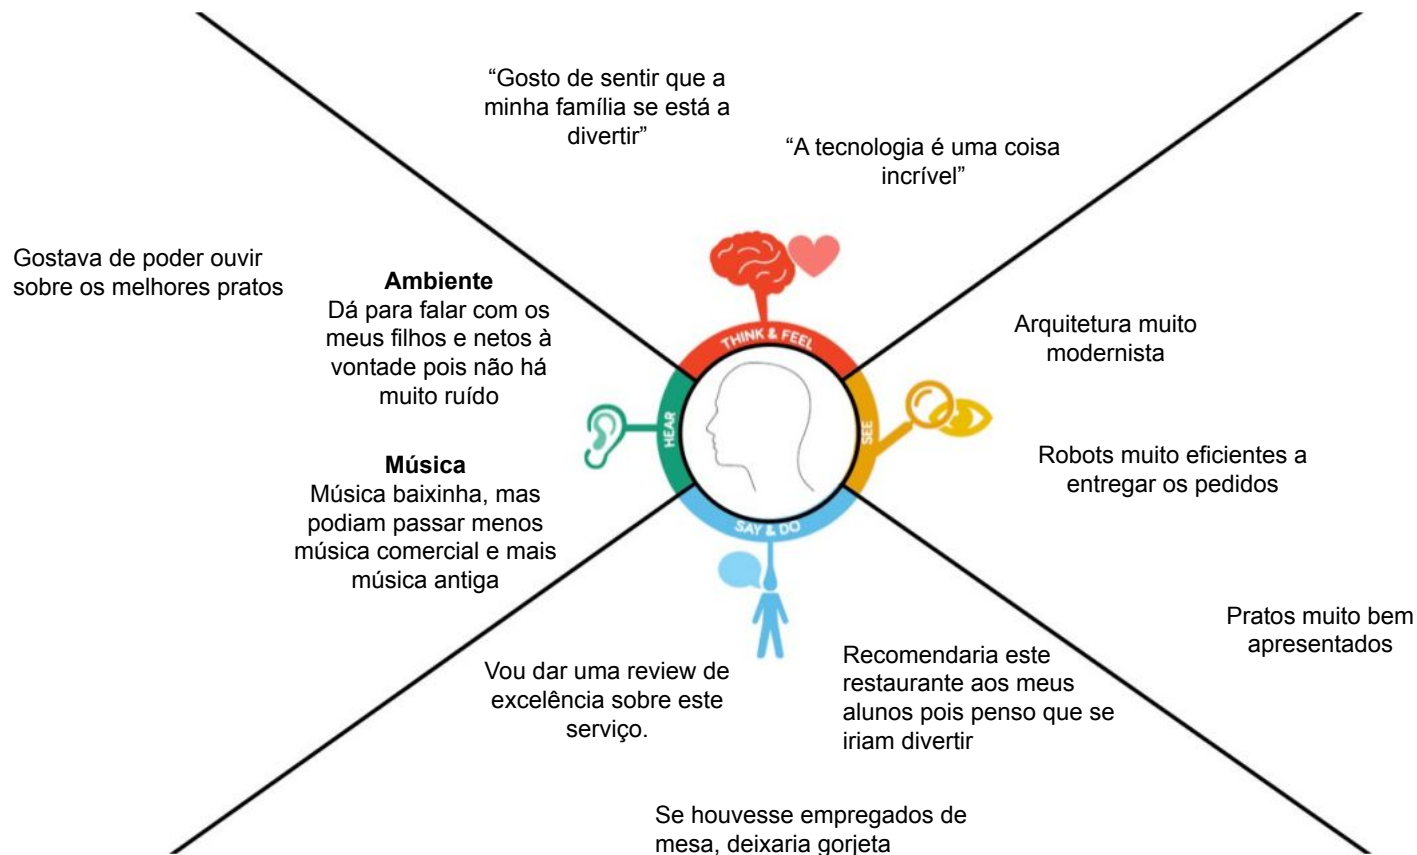 “Gosto de sentir que a
minha família se está a
divertir”
“A tecnologia é uma coisa
incrível”
Gostava de poder ouvir
sobre os melhores pratos
Ambiente
Dá para falar com os
meus filhos e netos à
vontade pois não há
muito ruído
Música
Música baixinha, mas
podiam passar menos
música comercial e mais
música antiga
THINK & FEEL
HEAR
SEE
SAY & DO
Arquitetura muito
modernista
Robots muito eficientes a
entregar os pedidos
Pratos muito bem
apresentados
Vou dar uma review de
excelência sobre este
serviço.
Recomendaria este
restaurante aos meus
alunos pois penso que se
iriam divertir
Se houvesse empregados de
mesa, deixaria gorjeta